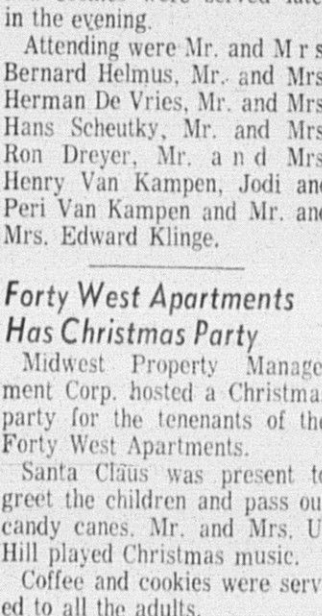 in the evening.
Attending were Mr. and M r s
Bernard Helmus, Mr. and Mrs
Herman De Vries, Mr. and Mrs
Hans Scheutky, Mr. and Mrs
Ron Dreyer, Mr. a n d Mrs
Henry Van Kampen, Jodi and
Peri Van Kampen and Mr. and
Mrs. Edward Klinge.
Forty West Apartments
Has Christmas Party
Midwest Property Manage
ment Corp. hosted a Christma
party for the tenenants of the
Forty West Apartments.
Santa Claus was present to
greet the children and pass ou
candy canes. Mr. and Mrs. U
Hill played Christmas music.
Coffee and cookies were serv
ed to all the adults.